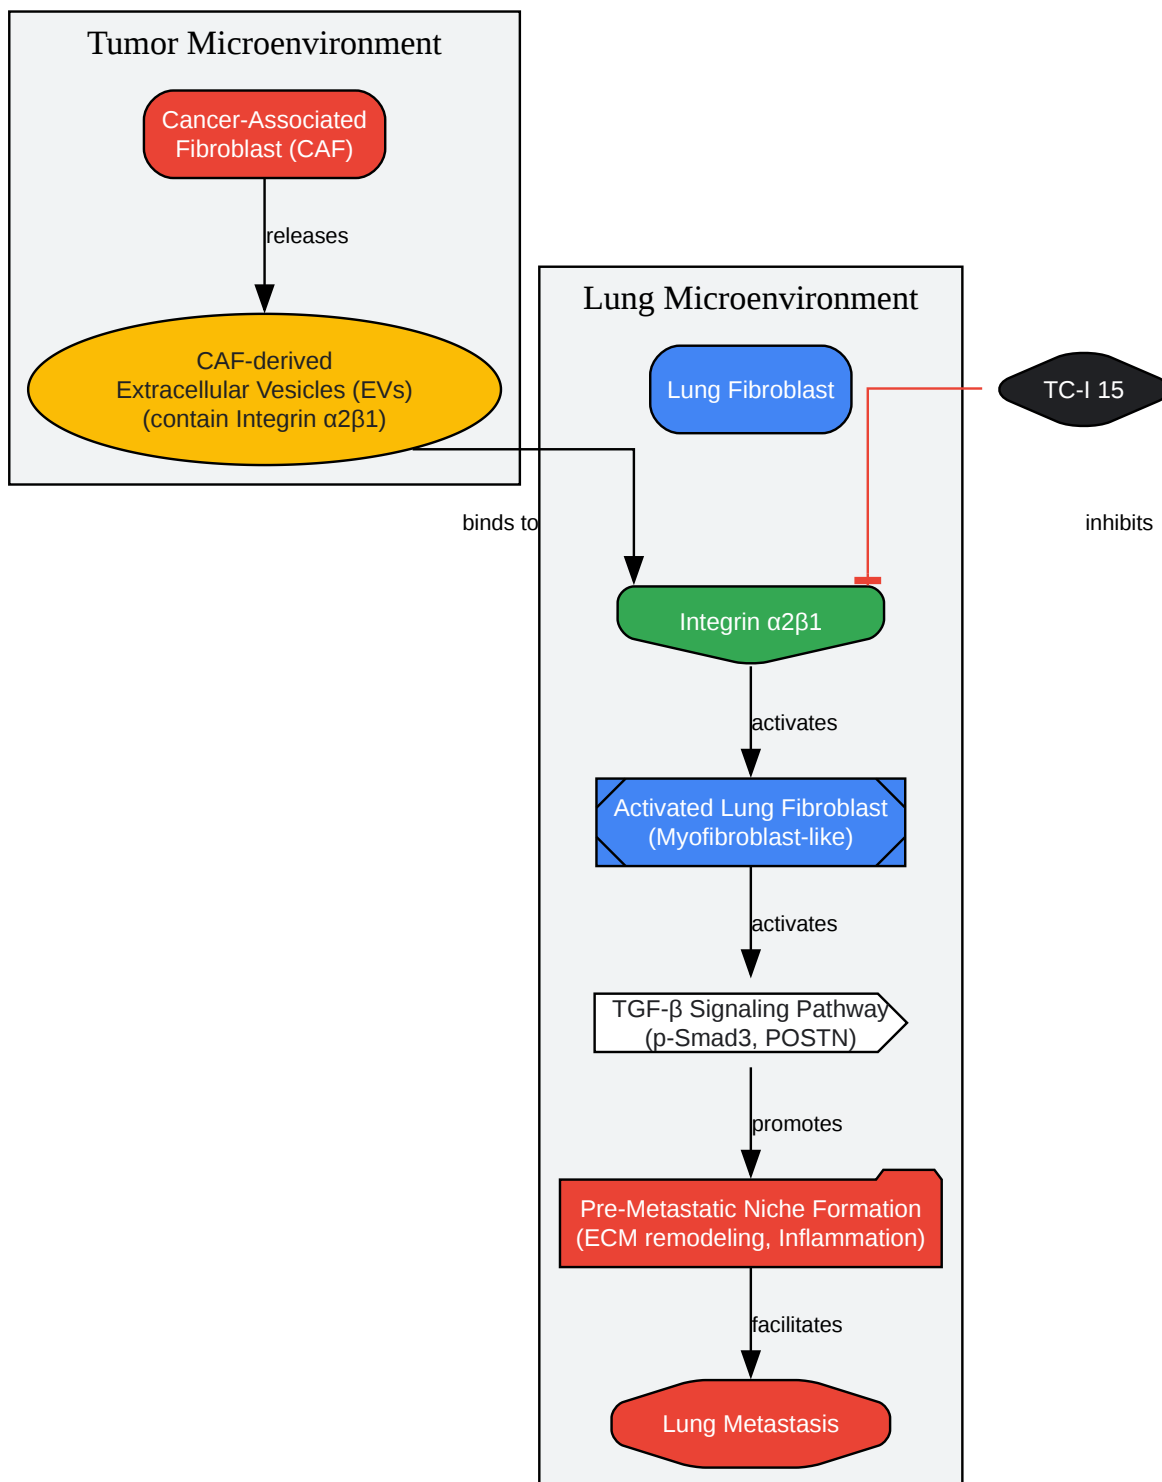 Tumor Microenvironment
Cancer-Associated
Fibroblast (CAF)
releases
CAF-derived
Extracellular Vesicles (EVs)
(contain Integrin α2β1)
binds to
Lung Microenvironment
Lung Fibroblast
TC-I 15
inhibits
Integrin α2β1
activates
Activated Lung Fibroblast
(Myofibroblast-like)
activates
TGF-β Signaling Pathway
(p-Smad3, POSTN)
promotes
Pre-Metastatic Niche Formation
(ECM remodeling, Inflammation)
facilitates
Lung Metastasis